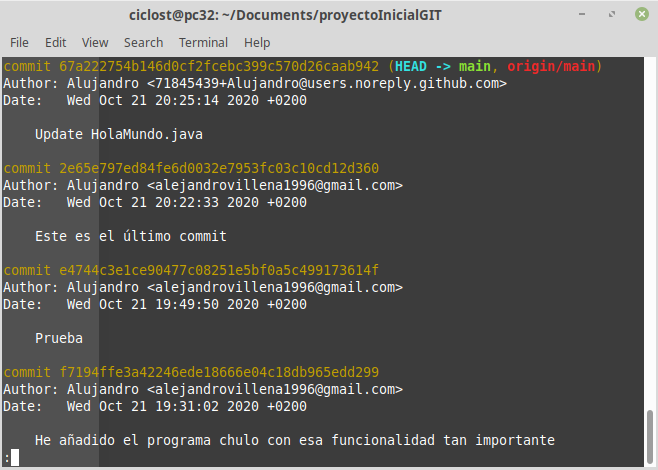 ciclost@pc32: ~/Documents/proyectoInicialGIT
File Edit View Search Terminal Help
commit 67a222754b146d0cf2fcebc399c570d26caab942 (HEAD -> main, origin/main)
Author: Alujandro <71845439+Alujandro@users.noreply.github.com>
Date:   Wed Oct 21 20:25:14 2020 +0200
Update HolaMundo.java
commit 2e65e797ed84fe6d0032e7953fc03c10cd12d360
Author: Alujandro <alejandrovillena1996@gmail.com>
Date:   Wed Oct 21 20:22:33 2020 +0200
Este es el último commit
commit e4744c3e1ce90477c08251e5bf0a5c499173614f
Author: Alujandro <alejandrovillena1996@gmail.com>
Date:   Wed Oct 21 19:49:50 2020 +0200
Prueba
commit f7194ffe3a42246ede18666e04c18db965edd299
Author: Alujandro <alejandrovillena1996@gmail.com>
Date:   Wed Oct 21 19:31:02 2020 +0200
He añadido el programa chulo con esa funcionalidad tan importante
: